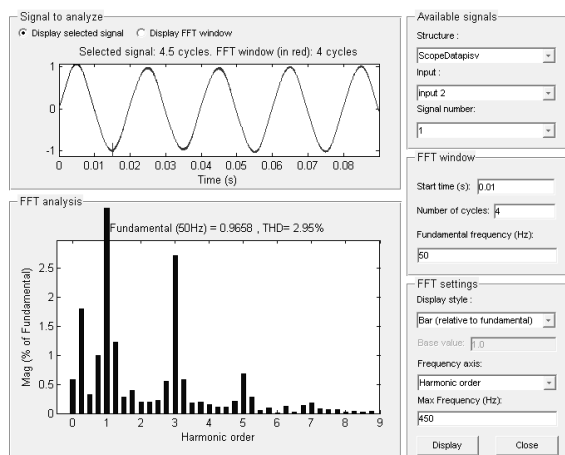 Signal to analyze
Display selected signal Display FFT window
Selected signal: 4.5 cycles. FFT window (in red): 4 cycles
1
0
-1
0 0.01 0.02 0.03 0.04 0.05 0.06 0.07 0.08
Time (s)
FFT analysis
Fundamental (50Hz) = 0.9658 , THD= 2.95%
Mag (% of Fundamental)
2.5
2
1.5
1
0.5
0
0 1 2 3 4 5 6 7 8 9
Harmonic order
Available signals
Structure :
ScopeDatapisv
Input :
input 2
Signal number:
1
FFT window
Start time (s): 0.01
Number of cycles: 4
Fundamental frequency (Hz):
50
FFT settings
Display style :
Bar (relative to fundamental)
Base value: 1.0
Frequency axis:
Harmonic order
Max Frequency (Hz):
450
Display Close